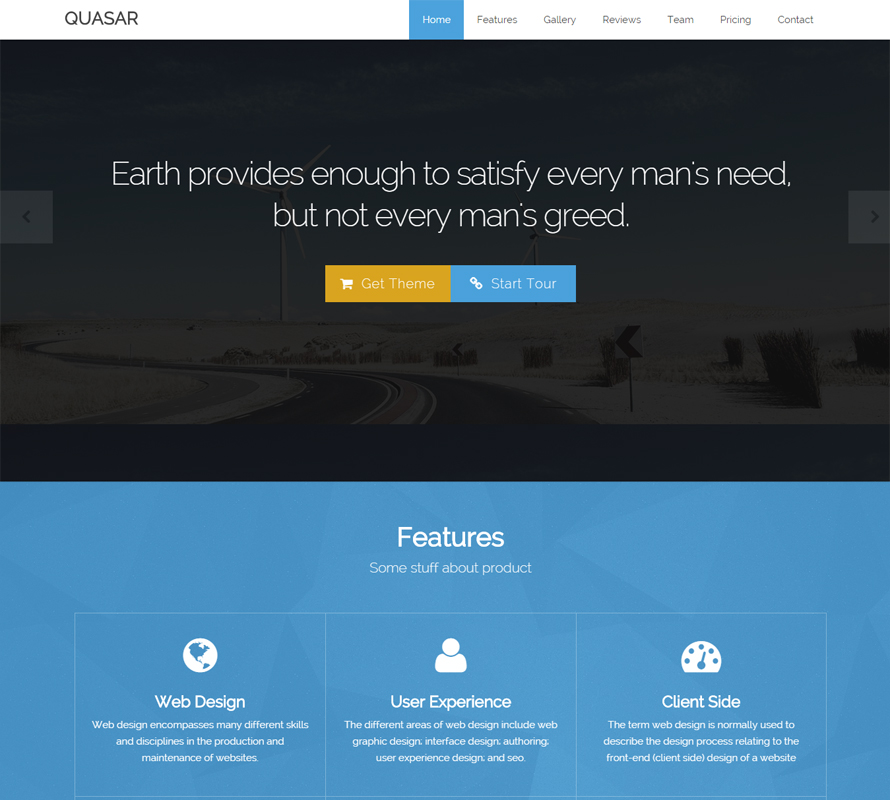 QUASAR
Home Features Gallery Reviews Team Pricing Contact
Earth provides enough to satisfy every man's need,
but not every man's greed.
Get Theme Start Tour
Features
Some stuff about product
Web Design
Web design encompasses many different skills
and disciplines in the production and
maintenance of websites.
User Experience
The different areas of web design include web
graphic design; interface design; authoring;
user experience design; and seo.
Client Side
The term web design is normally used to
describe the design process relating to the
front-end (client side) design of a website